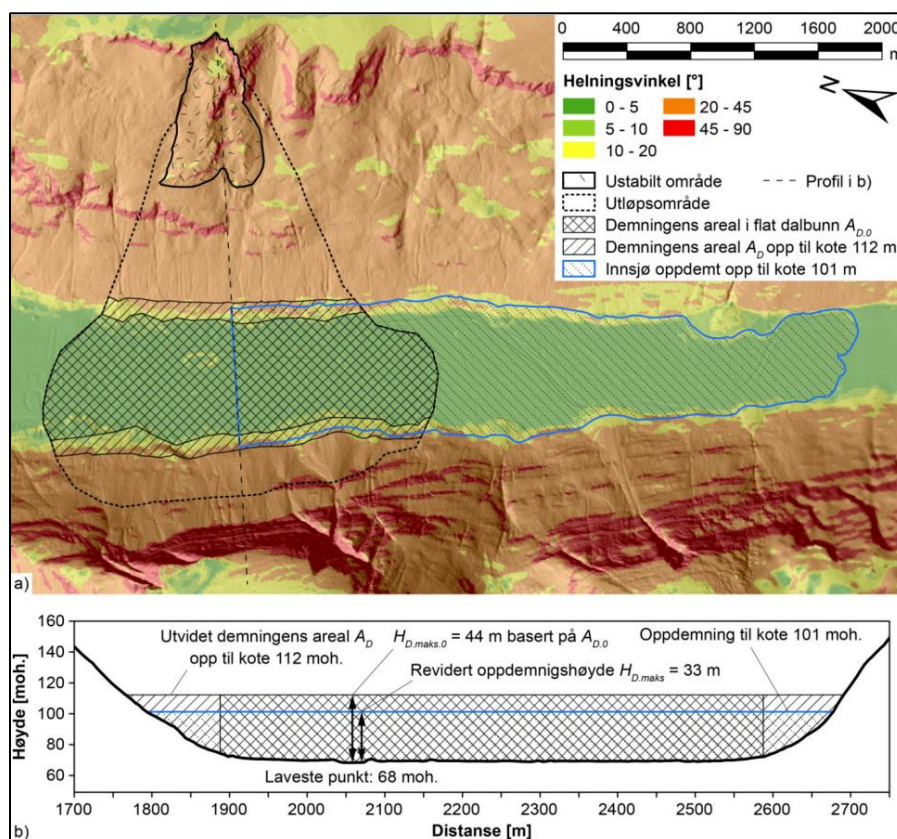 0 400 800 1200 1600 2000
m
Helningsvinkel [°]
0 - 5
20 - 45
5 - 10
45 - 90
10 - 20
N
Ustabilt område
Profil i b)
Utløpsområde
Demningens areal i flat dalbunn A_D.0
Demningens areal A_D opp til kote 112 m
Innsjø oppdemt opp til kote 101 m
a)
160
140
120
100
80
60
Høyde [moh.]
Utvidet demningens areal A_D
opp til kote 112 moh.
H_D.maks.0 = 44 m basert på A_D.0
Revidert oppdemnigshøyde H_D.maks = 33 m
Oppdemning til kote 101 moh.
Laveste punkt: 68 moh.
1700 1800 1900 2000 2100 2200 2300 2400 2500 2600 2700
b)
Distanse [m]